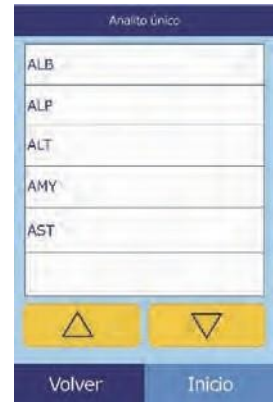 Analito único
ALB
ALP
ALT
AMY
AST
Volver Inicio